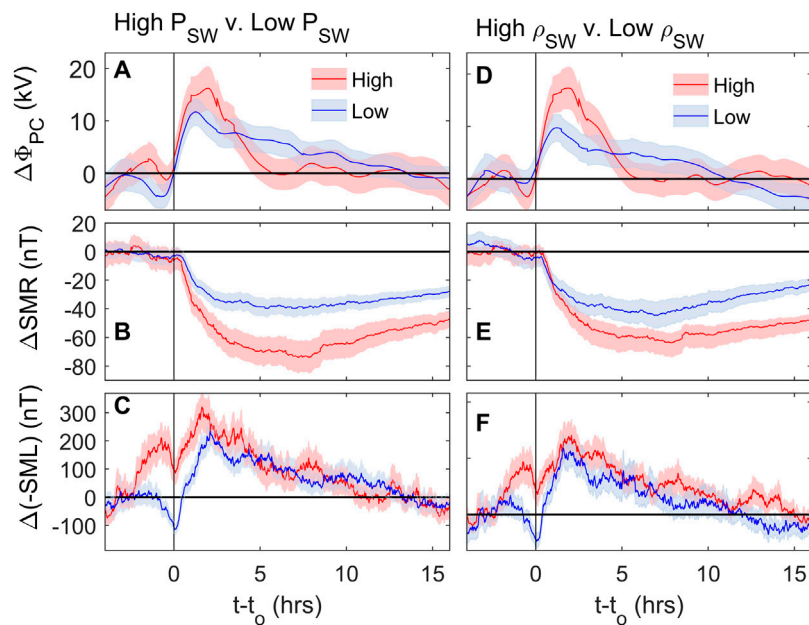 High P_SW v. Low P_SW
High ρ_SW v. Low ρ_SW
A
High
Low
D
High
Low
ΔΦ_PC (kV)
20
10
0
B
E
ΔSMR (nT)
20
0
-20
-40
-60
-80
C
F
Δ(-SML) (nT)
300
200
100
0
-100
0 5 10 15
0 5 10 15
t-t_o (hrs)
t-t_o (hrs)